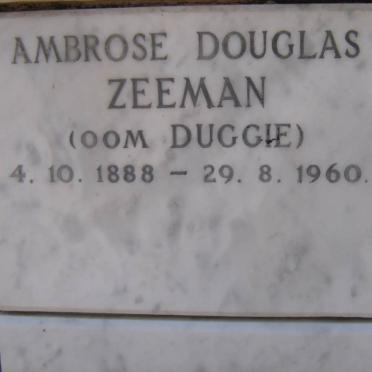 AMBROSE DOUGLAS
ZEEMAN
(OOM DUGGIE)
4. 10. 1888 – 29. 8. 1960.